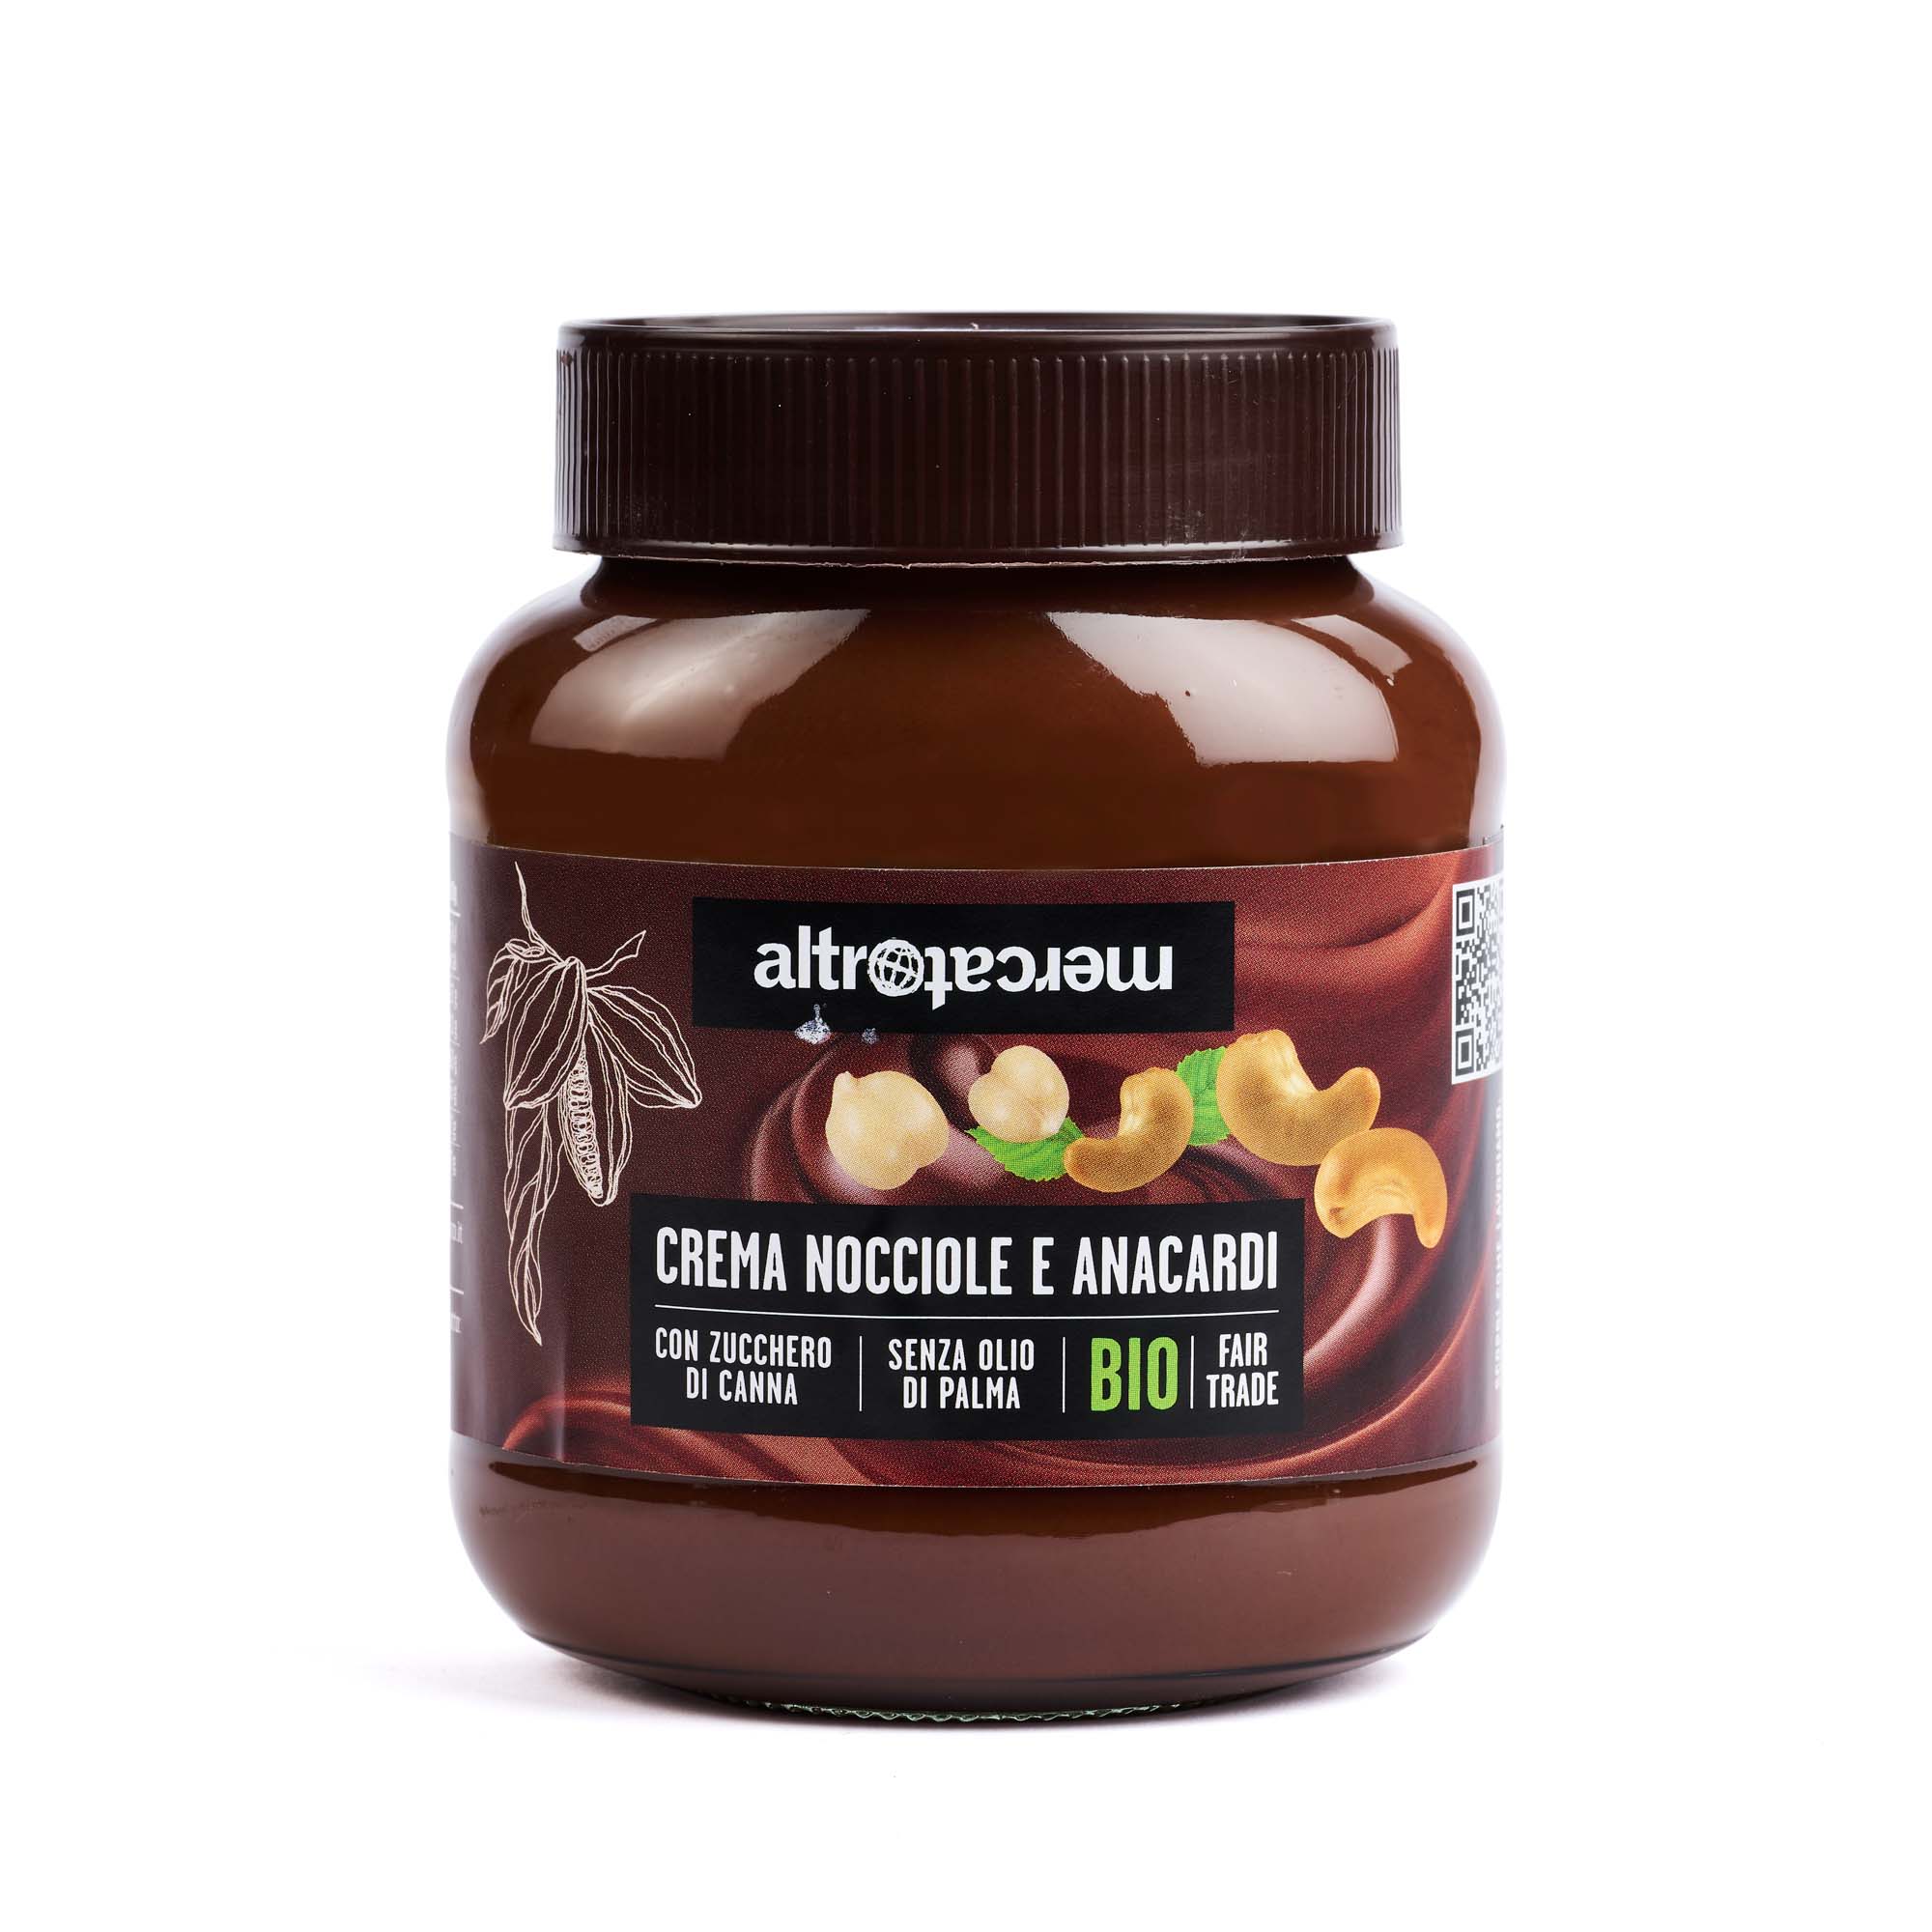 altromercato
CREMA NOCCIOLE E ANACARDI
CON ZUCCHERO
DI CANNA
SENZA OLIO
DI PALMA
BIO
FAIR
TRADE